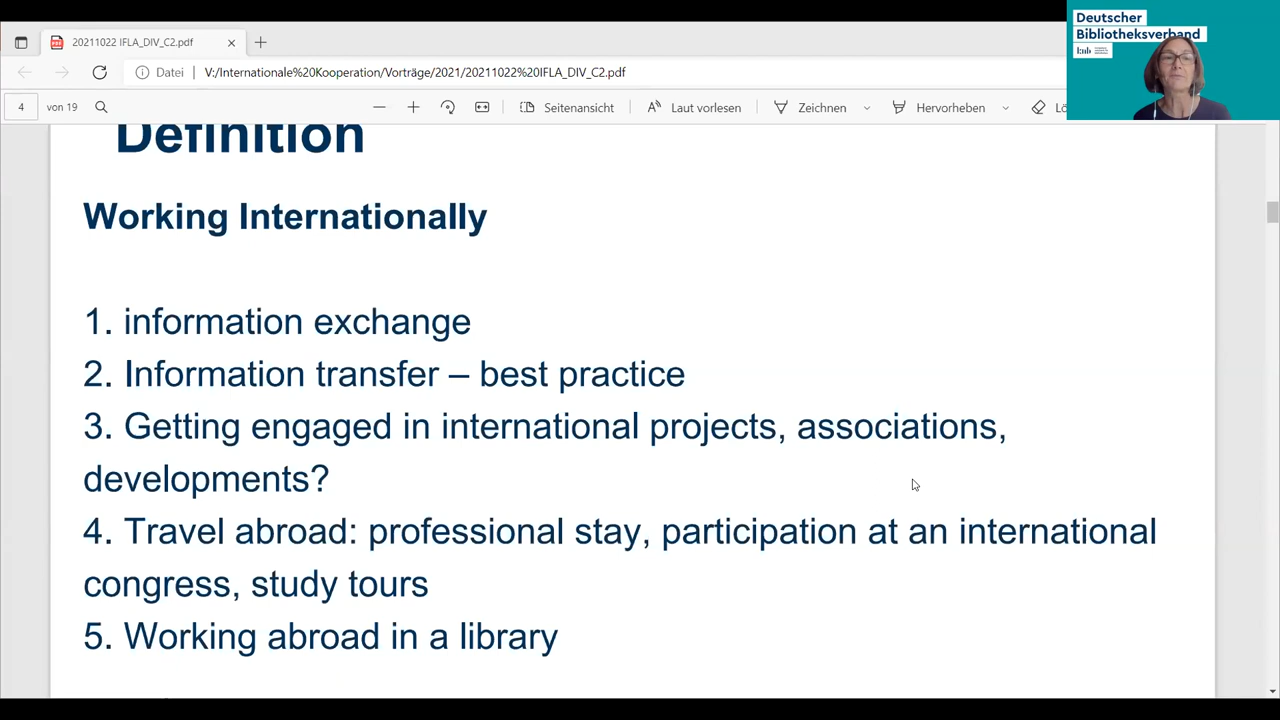 20211022 IFLA_DIV_C2.pdf
Datei
V:/Internationale%20Kooperation/Vorträge/2021/20211022%20IFLA_DIV_C2.pdf
4 von 19
Seitenansicht
Laut vorlesen
Zeichnen
Hervorheben
Deutscher
Bibliotheksverband
Definition
Working Internationally
1. information exchange
2. Information transfer – best practice
3. Getting engaged in international projects, associations,
developments?
4. Travel abroad: professional stay, participation at an international
congress, study tours
5. Working abroad in a library